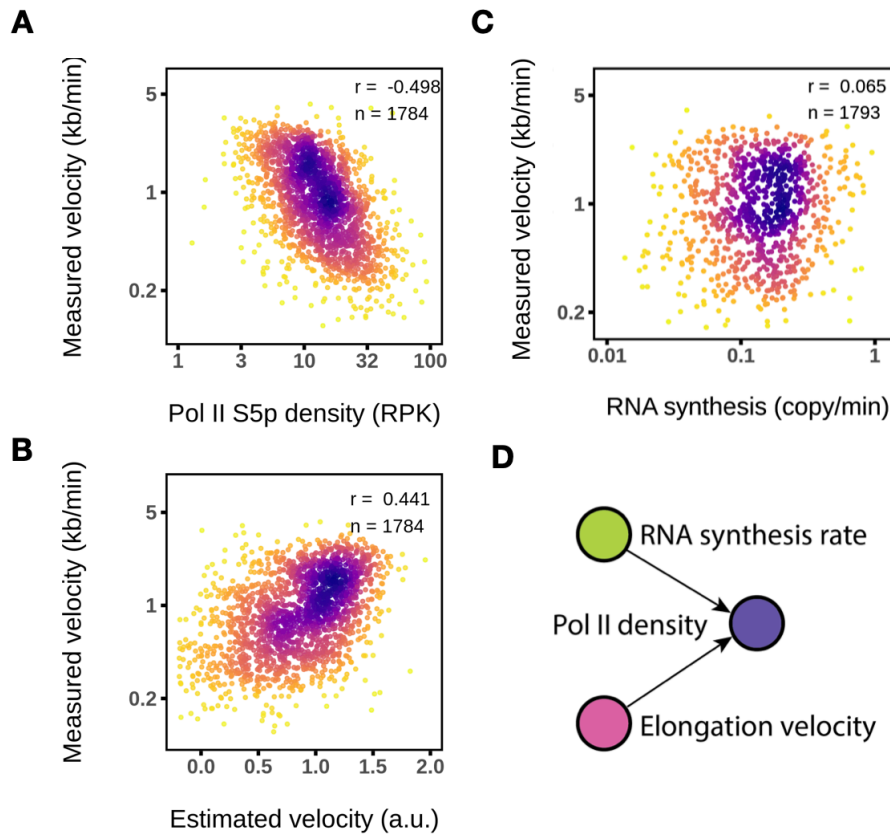 A
Measured velocity (kb/min)
5
1
0.2
r = -0.498
n = 1784
1 3 10 32 100
Pol II S5p density (RPK)
B
Measured velocity (kb/min)
5
1
0.2
r = 0.441
n = 1784
0.0 0.5 1.0 1.5 2.0
Estimated velocity (a.u.)
C
Measured velocity (kb/min)
5
1
0.2
r = 0.065
n = 1793
0.01 0.1 1
RNA synthesis (copy/min)
D
RNA synthesis rate
Pol II density
Elongation velocity